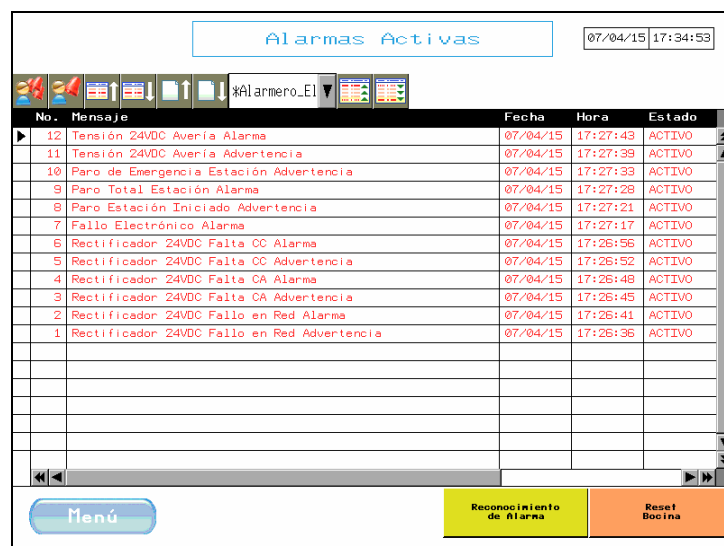 Alarmas Activas
07/04/15 17:34:53
*Alarmero_El
No. Mensaje Fecha Hora Estado
12 Tensión 24VDC Avería Alarma 07/04/15 17:27:43 ACTIVO
11 Tensión 24VDC Avería Advertencia 07/04/15 17:27:39 ACTIVO
10 Paro de Emergencia Estación Advertencia 07/04/15 17:27:33 ACTIVO
9 Paro Total Estación Alarma 07/04/15 17:27:28 ACTIVO
8 Paro Estación Iniciado Advertencia 07/04/15 17:27:21 ACTIVO
7 Fallo Electrónico Alarma 07/04/15 17:27:17 ACTIVO
6 Rectificador 24VDC Falta CC Alarma 07/04/15 17:26:56 ACTIVO
5 Rectificador 24VDC Falta CC Advertencia 07/04/15 17:26:52 ACTIVO
4 Rectificador 24VDC Falta CA Alarma 07/04/15 17:26:48 ACTIVO
3 Rectificador 24VDC Falta CA Advertencia 07/04/15 17:26:45 ACTIVO
2 Rectificador 24VDC Fallo en Red Alarma 07/04/15 17:26:41 ACTIVO
1 Rectificador 24VDC Fallo en Red Advertencia 07/04/15 17:26:36 ACTIVO
Menú
Reconocimiento
de Alarma
Reset
Bocina